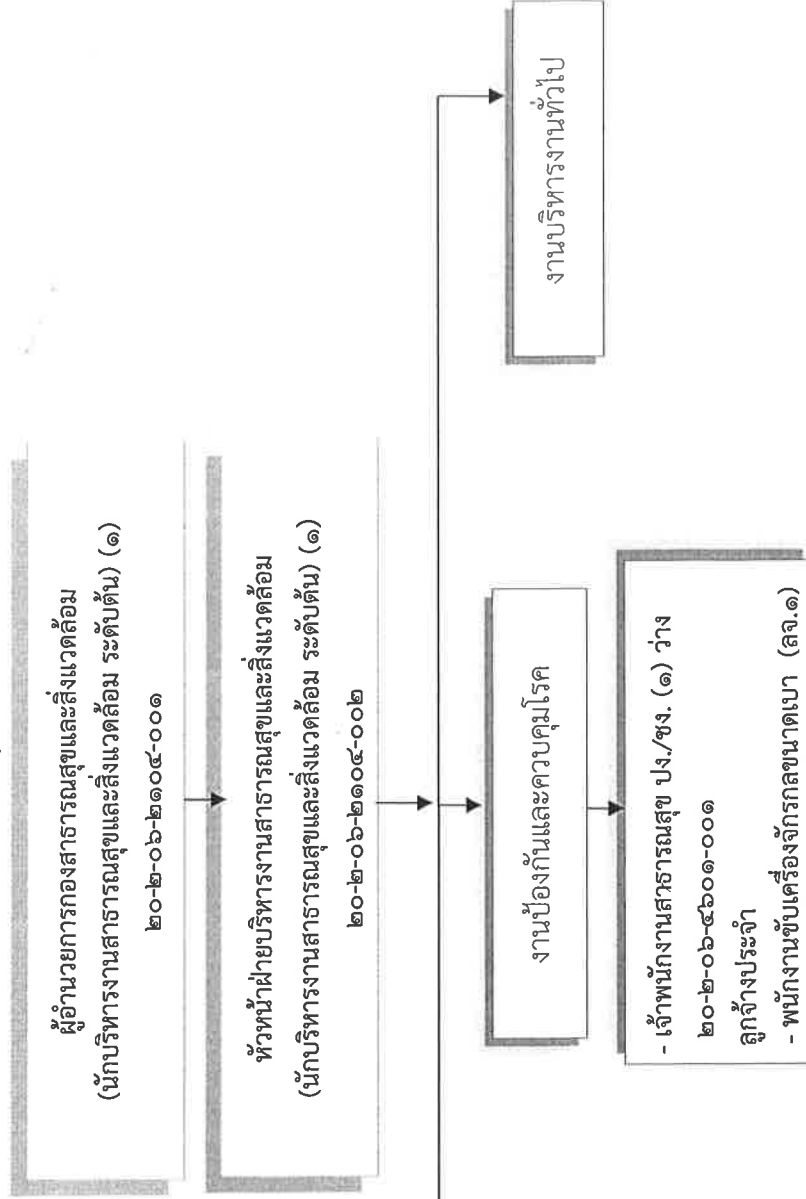 ผู้อำนวยการกองสาธารณสุขและสิ่งแวดล้อม
(นักบริหารงานสาธารณสุขและสิ่งแวดล้อม ระดับต้น) (๑)
๒๐-๒-๐๖-๒๑๐๔-๐๐๑
หัวหน้าฝ่ายบริหารงานสาธารณสุขและสิ่งแวดล้อม
(นักบริหารงานสาธารณสุขและสิ่งแวดล้อม ระดับต้น) (๑)
๒๐-๒-๐๖-๒๑๐๔-๐๐๒
งานป้องกันและควบคุมโรค
- เจ้าพนักงานสวธารณสุข ปง./ชง. (๑) ว่าง
๒๐-๒-๐๖-๔๖๐๑-๐๐๑
ลูกจ้างประจำ
- พนักงานขับเครื่องจักรกลขนาดเบา (ลจ.๑)
งานบริหารงานทั่วไป